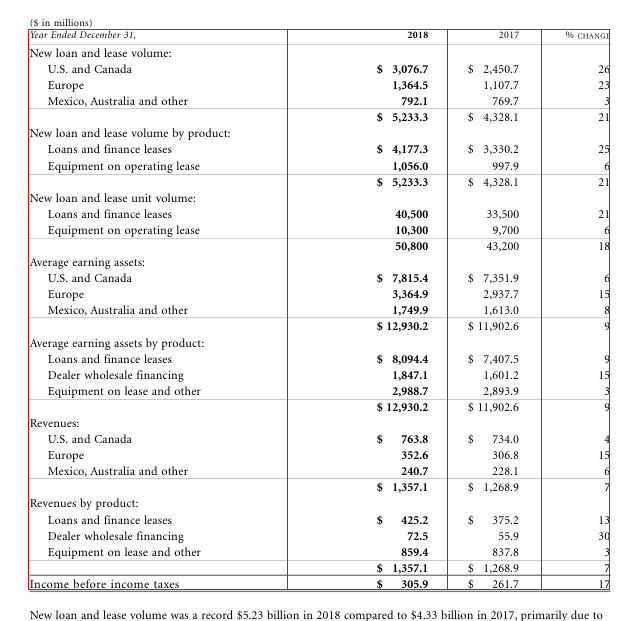 ($ in millions)
Year Ended December 31, 2018 2017 % CHANGE
New loan and lease volume:
U.S. and Canada $ 3,076.7 $ 2,450.7 26
Europe 1,364.5 1,107.7 23
Mexico, Australia and other 792.1 769.7 3
$ 5,233.3 $ 4,328.1 21
New loan and lease volume by product:
Loans and finance leases $ 4,177.3 $ 3,330.2 25
Equipment on operating lease 1,056.0 997.9 6
$ 5,233.3 $ 4,328.1 21
New loan and lease unit volume:
Loans and finance leases 40,500 33,500 21
Equipment on operating lease 10,300 9,700 6
50,800 43,200 18
Average earning assets:
U.S. and Canada $ 7,815.4 $ 7,351.9 6
Europe 3,364.9 2,937.7 15
Mexico, Australia and other 1,749.9 1,613.0 8
$ 12,930.2 $ 11,902.6 9
Average earning assets by product:
Loans and finance leases $ 8,094.4 $ 7,407.5 9
Dealer wholesale financing 1,847.1 1,601.2 15
Equipment on lease and other 2,988.7 2,893.9 3
$ 12,930.2 $ 11,902.6 9
Revenues:
U.S. and Canada $ 763.8 $ 734.0 4
Europe 352.6 306.8 15
Mexico, Australia and other 240.7 228.1 6
$ 1,357.1 $ 1,268.9 7
Revenues by product:
Loans and finance leases $ 425.2 $ 375.2 13
Dealer wholesale financing 72.5 55.9 30
Equipment on lease and other 859.4 837.8 3
$ 1,357.1 $ 1,268.9 7
Income before income taxes $ 305.9 $ 261.7 17
New loan and lease volume was a record $5.23 billion in 2018 compared to $4.33 billion in 2017, primarily due to